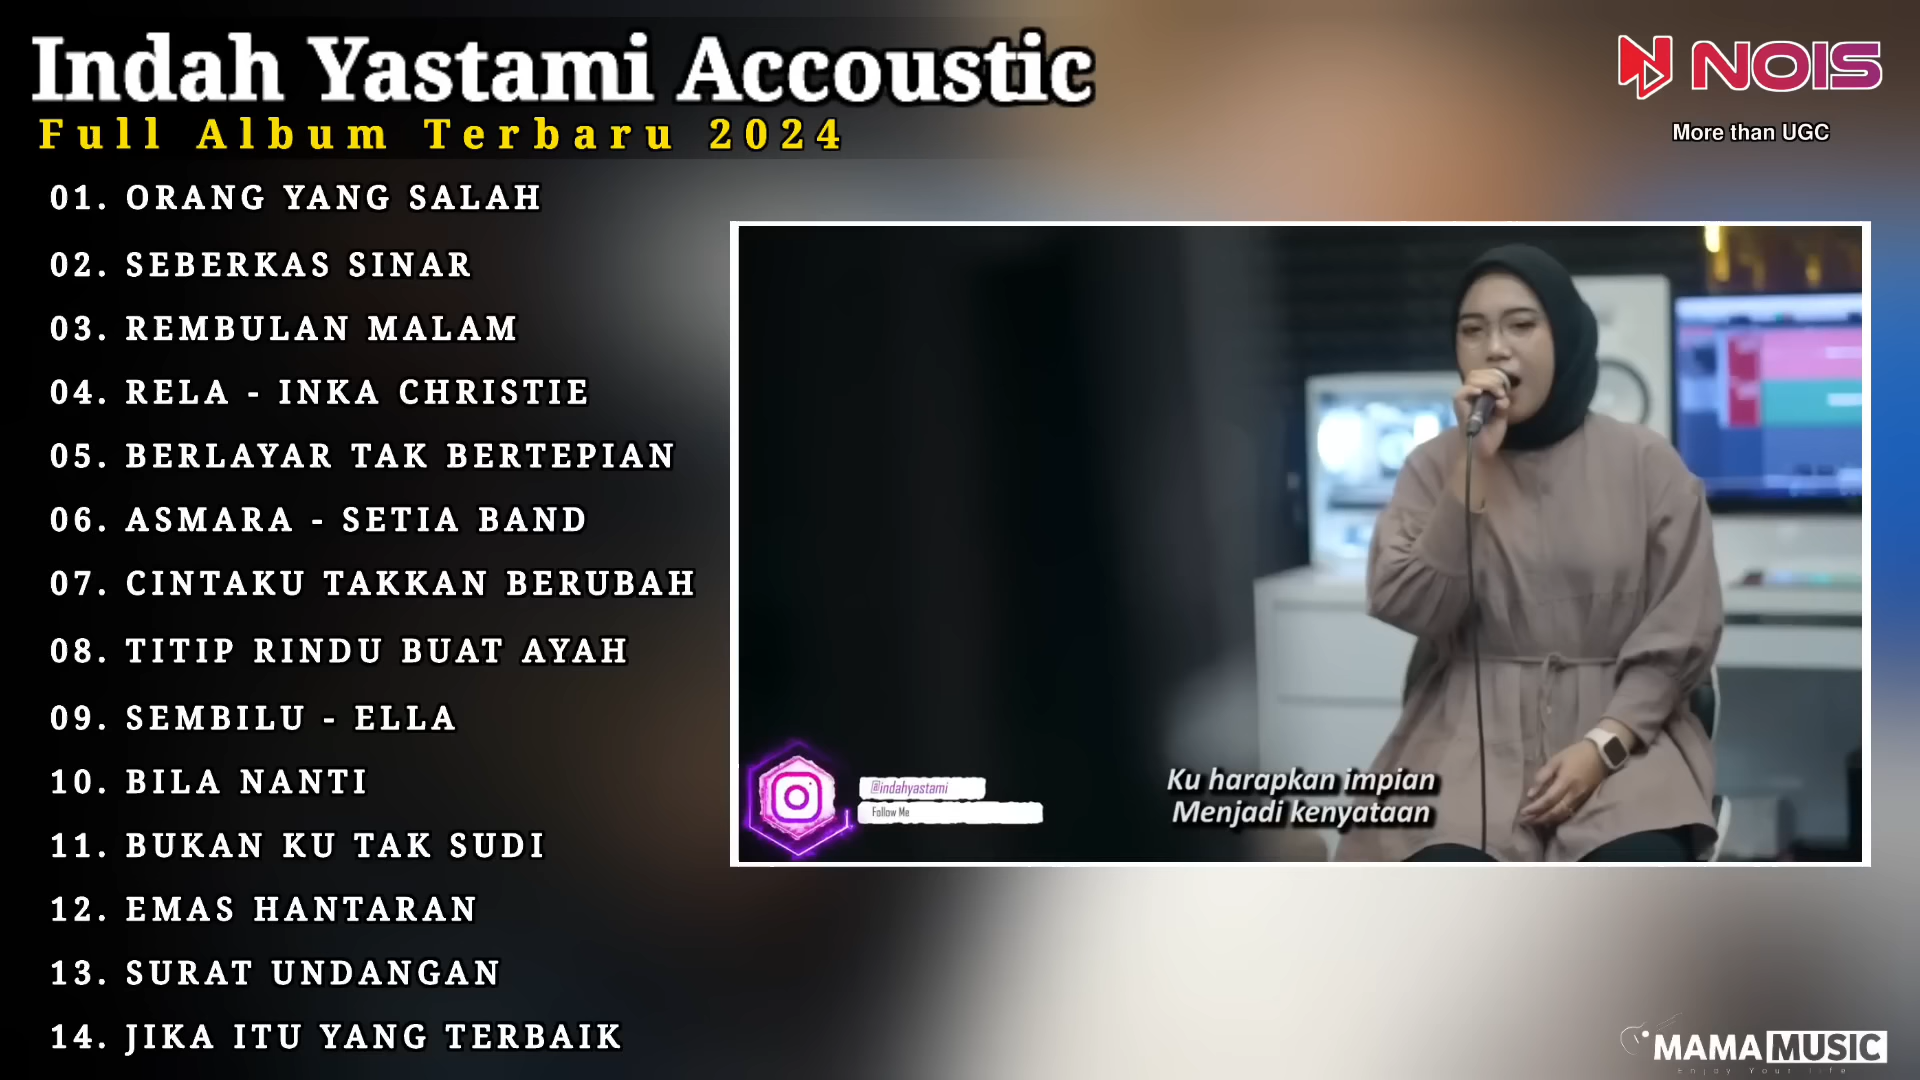 Indah Yastami Accoustic
Full Album Terbaru 2024
NOIS
More than UGC
01. ORANG YANG SALAH
02. SEBERKAS SINAR
03. REMBULAN MALAM
04. RELA - INKA CHRISTIE
05. BERLAYAR TAK BERTEPIAN
06. ASMARA - SETIA BAND
07. CINTAKU TAKKAN BERUBAH
08. TITIP RINDU BUAT AYAH
09. SEMBILU - ELLA
10. BILA NANTI
11. BUKAN KU TAK SUDI
12. EMAS HANTARAN
13. SURAT UNDANGAN
14. JIKA ITU YANG TERBAIK
@indahyastami
Follow Me
Ku harapkan impian
Menjadi kenyataan
MAMA MUSIC
Enjoy Your life